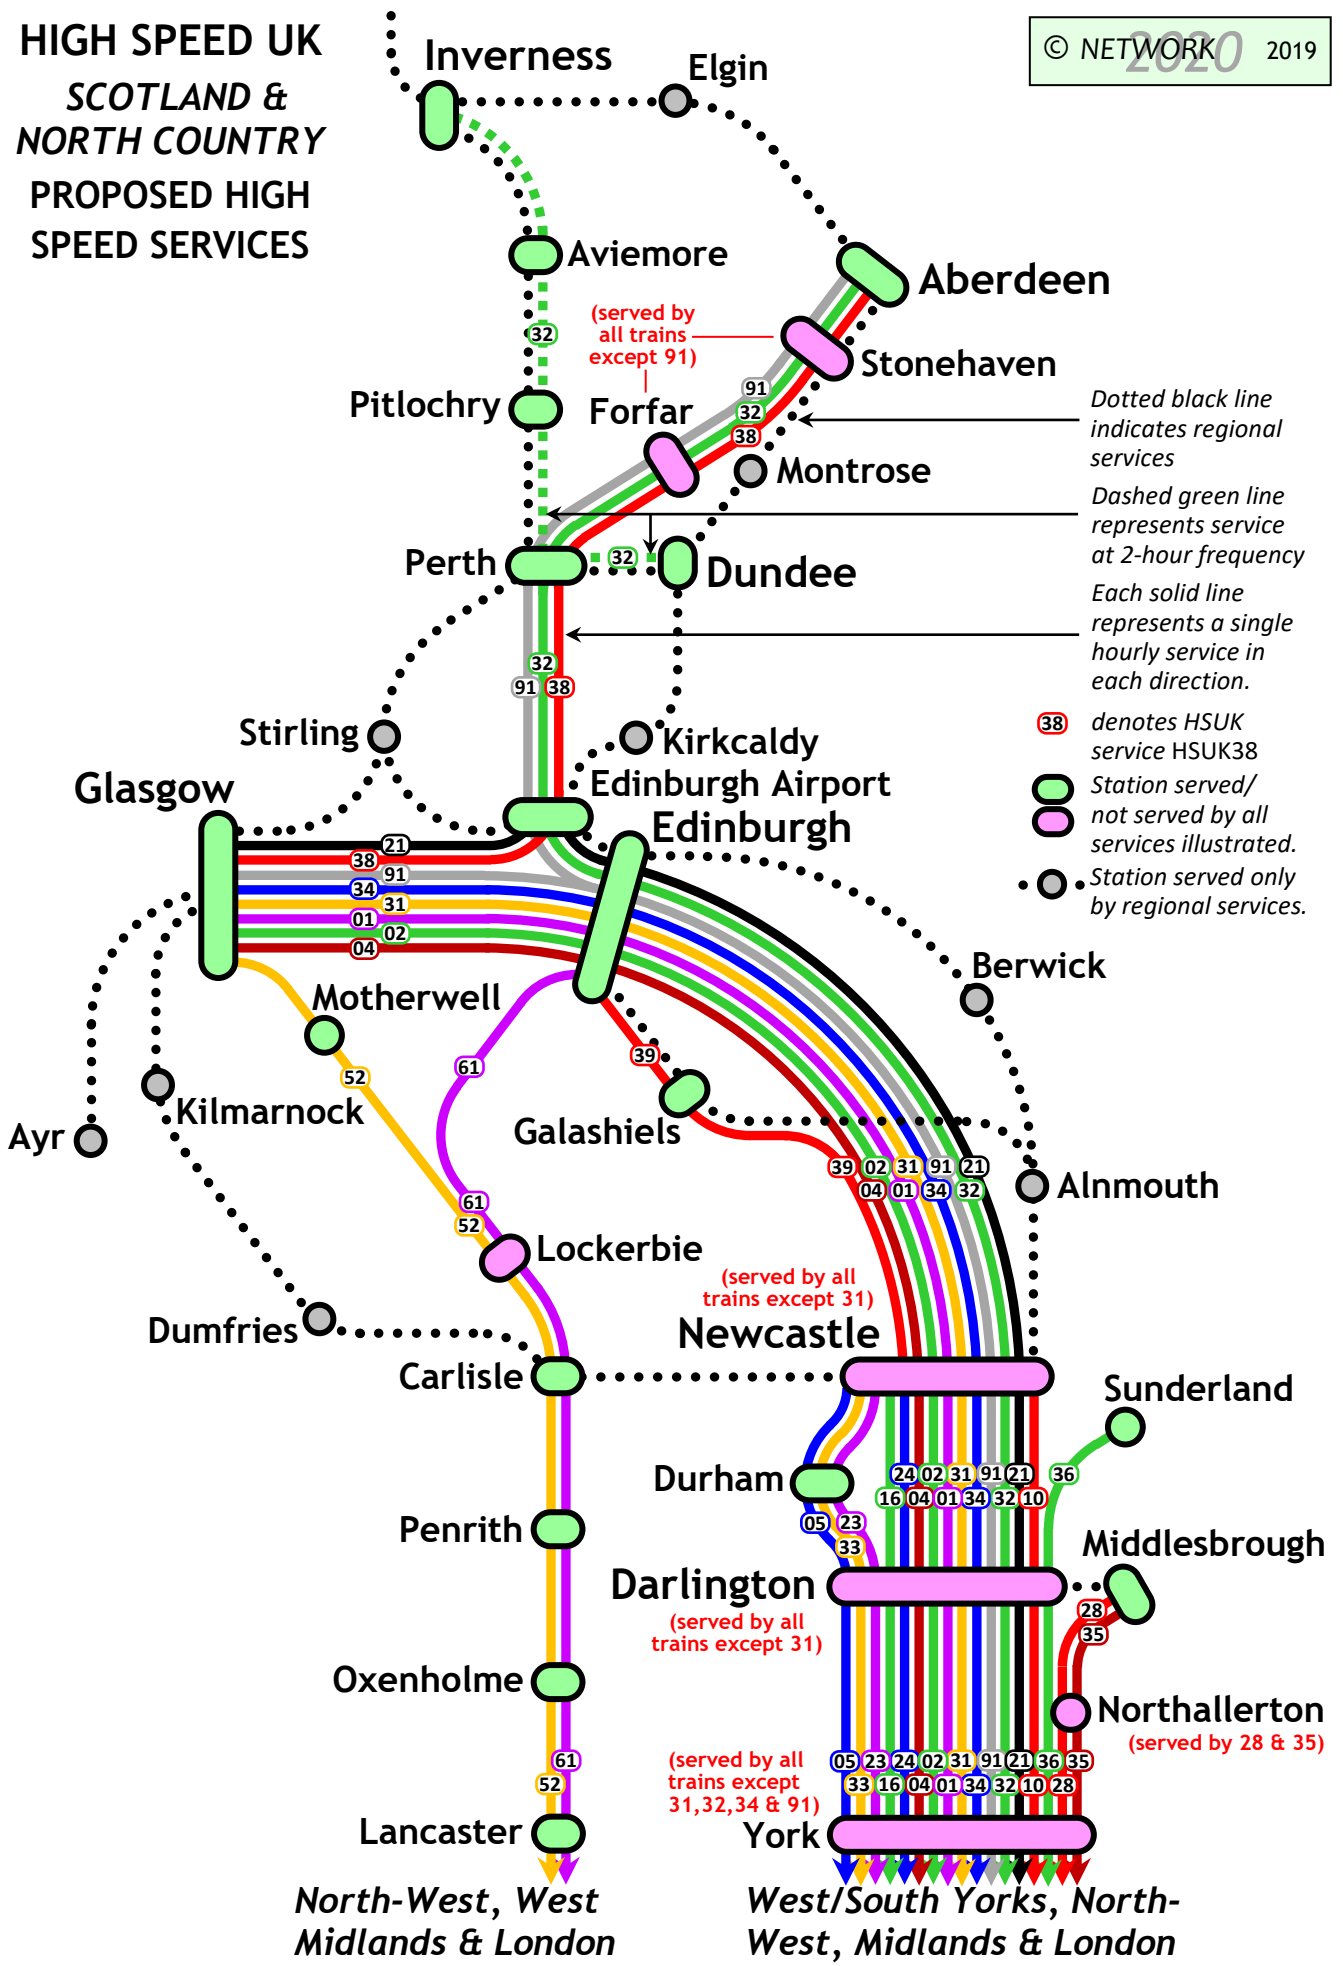 HIGH SPEED UK
SCOTLAND &
NORTH COUNTRY
PROPOSED HIGH
SPEED SERVICES
© NETWORK 2020 2019
Inverness
Elgin
Aviemore
Aberdeen
(served by
all trains
except 91)
32
Stonehaven
Pitlochry
Forfar
91
32
38
Montrose
Dotted black line
indicates regional
services
Dashed green line
represents service
at 2-hour frequency
Perth
32
Dundee
Each solid line
represents a single
hourly service in
each direction.
32
91 38
38 denotes HSUK
service HSUK38
Station served/
not served by all
services illustrated.
Station served only
by regional services.
Stirling
Kirkcaldy
Edinburgh Airport
Glasgow
Edinburgh
21
38
91
34
31
01
02
04
Berwick
Motherwell
39
61
52
Kilmarnock
Ayr
Galashiels
39 02 31 91 21
04 01 34 32
Alnmouth
61
52
Lockerbie
(served by all
trains except 31)
Newcastle
Dumfries
Carlisle
Sunderland
Durham
24 02 31 91 21 36
16 04 01 34 32 10
05 23
33
Penrith
Middlesbrough
Darlington
(served by all
trains except 31)
28
35
Oxenholme
Northallerton
(served by 28 & 35)
61
52
(served by all
trains except
31,32,34 & 91)
05 23 24 02 31 91 21 36 35
33 16 04 01 34 32 10 28
Lancaster
York
North-West, West
Midlands & London
West/South Yorks, North-
West, Midlands & London